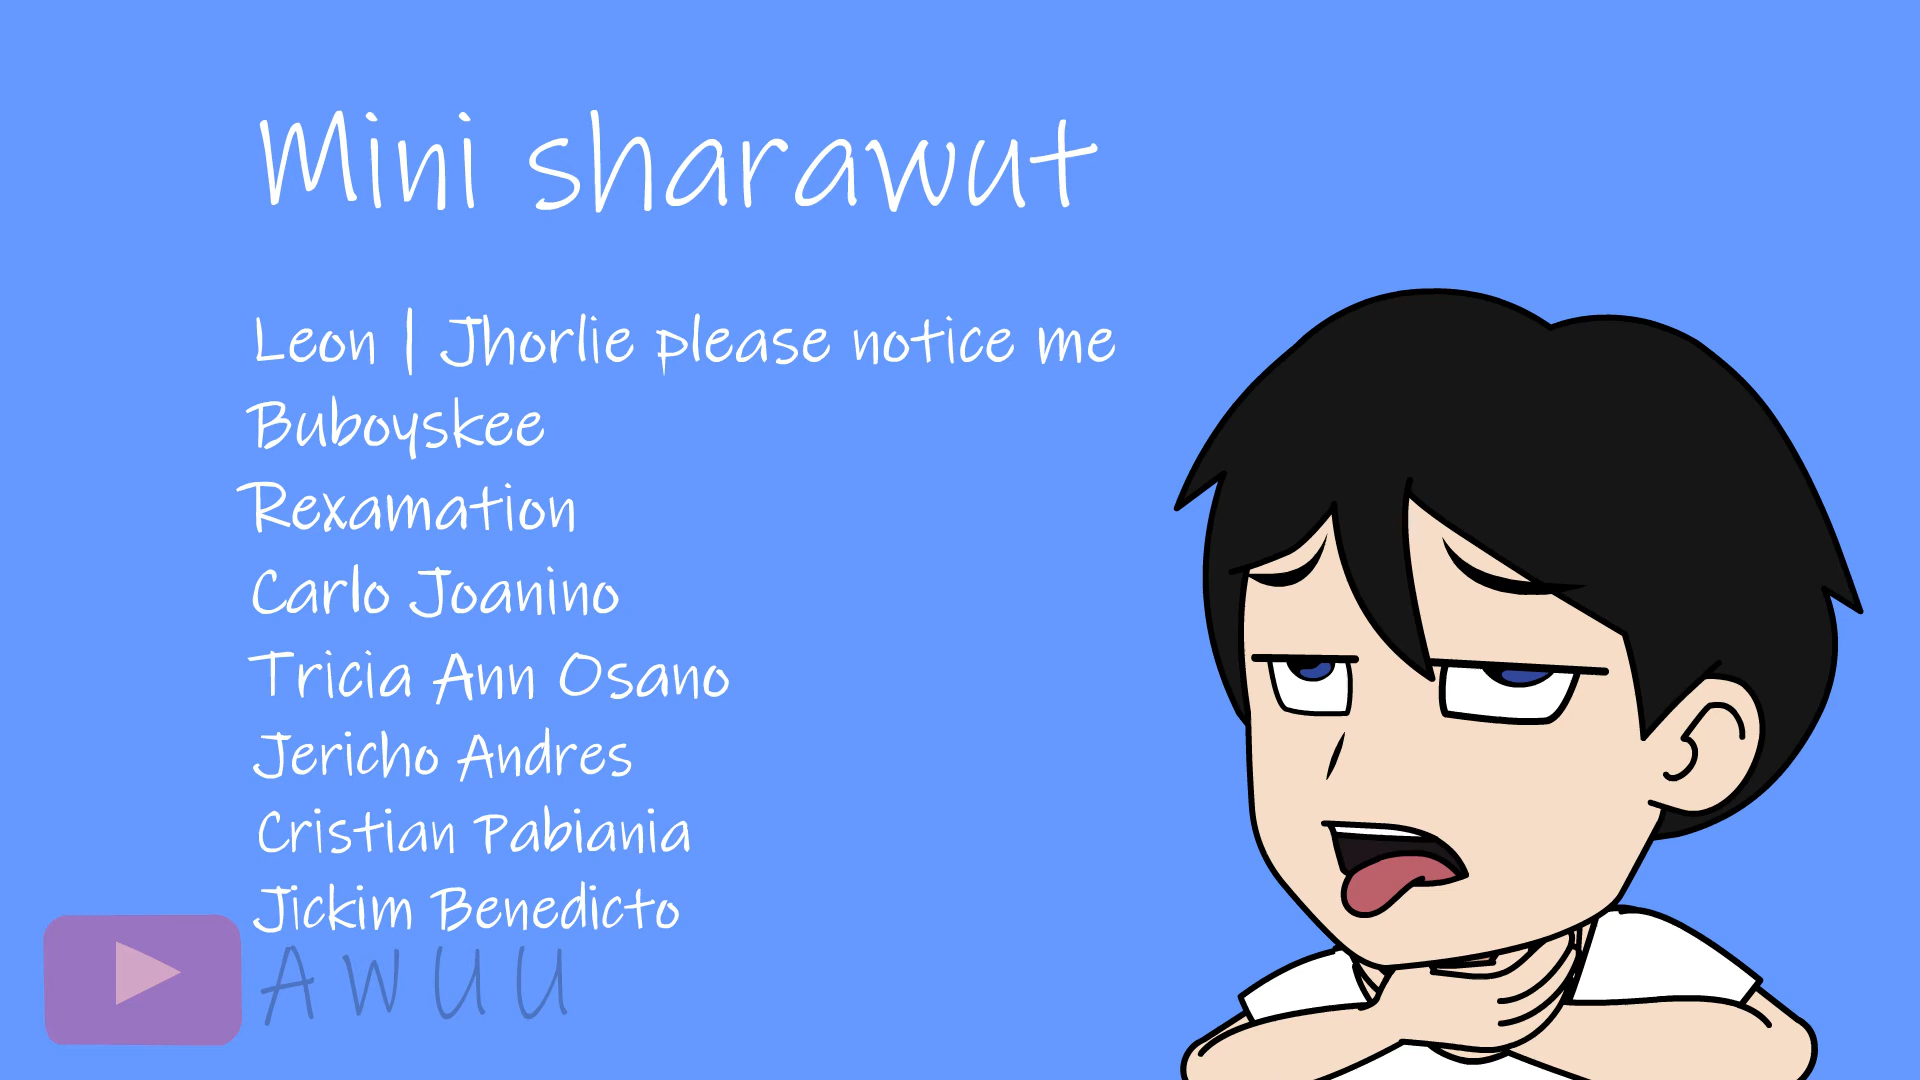 Mini sharawut
Leon | Jhorlie please notice me
Buboyskee
Rexamation
Carlo Joanino
Tricia Ann Osano
Jericho Andres
Cristian Pabiania
Jickim Benedicto
AWUU